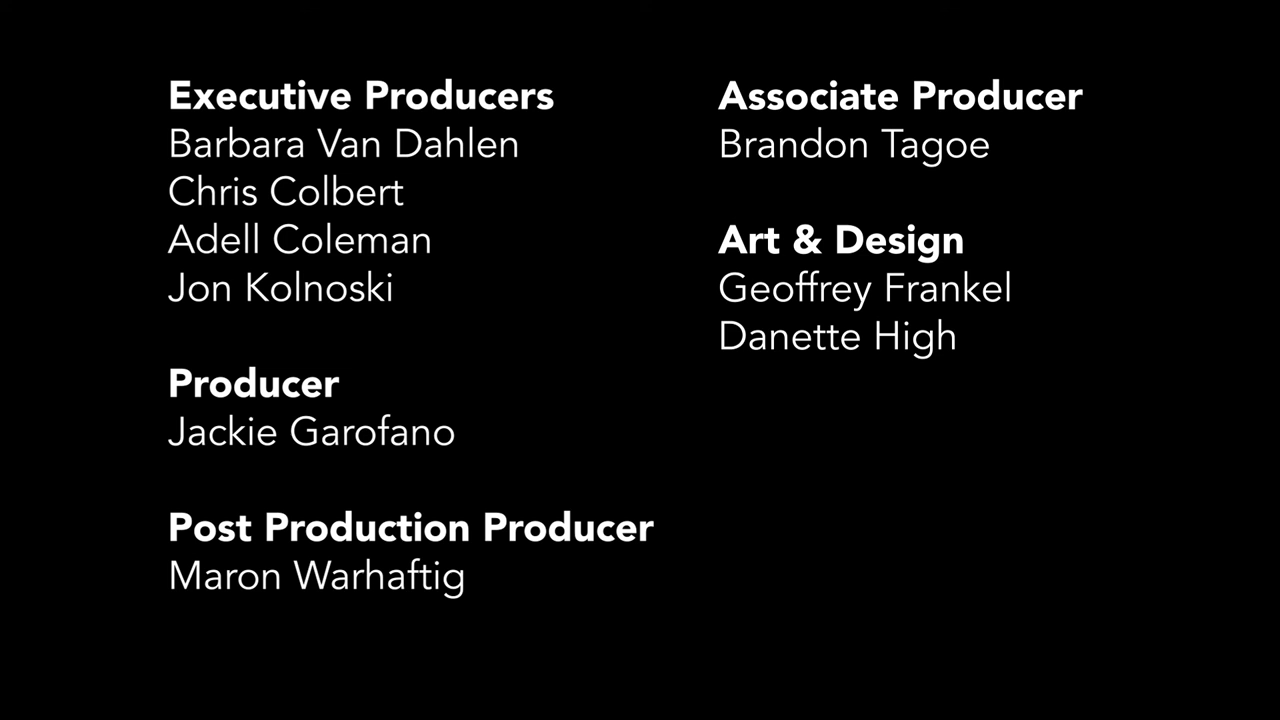 Executive Producers
Barbara Van Dahlen
Chris Colbert
Adell Coleman
Jon Kolnoski
Producer
Jackie Garofano
Post Production Producer
Maron Warhaftig
Associate Producer
Brandon Tagoe
Art & Design
Geoffrey Frankel
Danette High